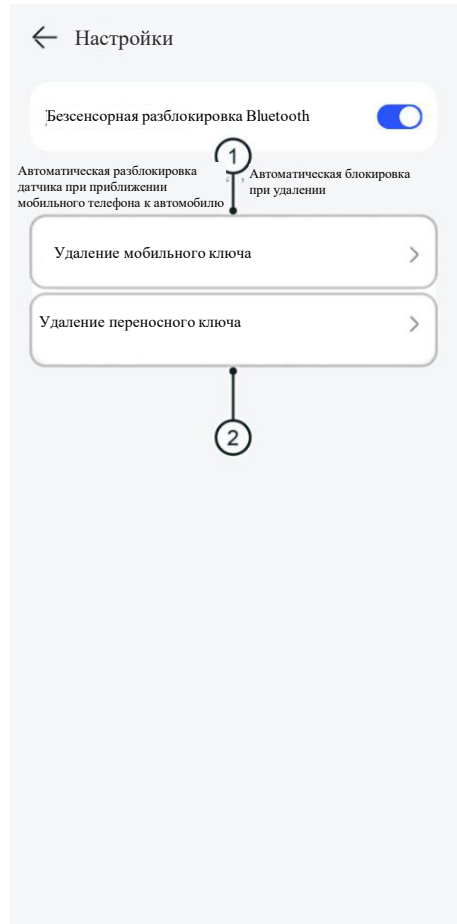 Настройки
Безсенсорная разблокировка Bluetooth
1
Автоматическая разблокировка
датчика при приближении
мобильного телефона к автомобилю
Автоматическая блокировка
при удалении
Удаление мобильного ключа
Удаление переносного ключа
2